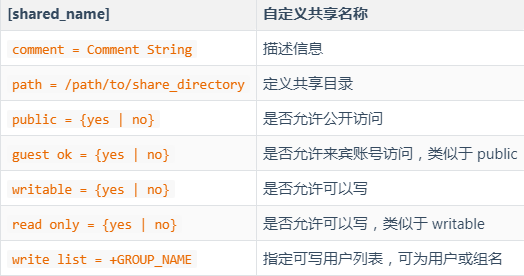 [shared_name] 自定义共享名称
comment = Comment String 描述信息
path = /path/to/share_directory 定义共享目录
public = {yes | no} 是否允许公开访问
guest ok = {yes | no} 是否允许来宾账号访问，类似于 public
writable = {yes | no} 是否允许可以写
read only = {yes | no} 是否允许可以写，类似于 writable
write list = +GROUP_NAME 指定可写用户列表，可为用户或组名